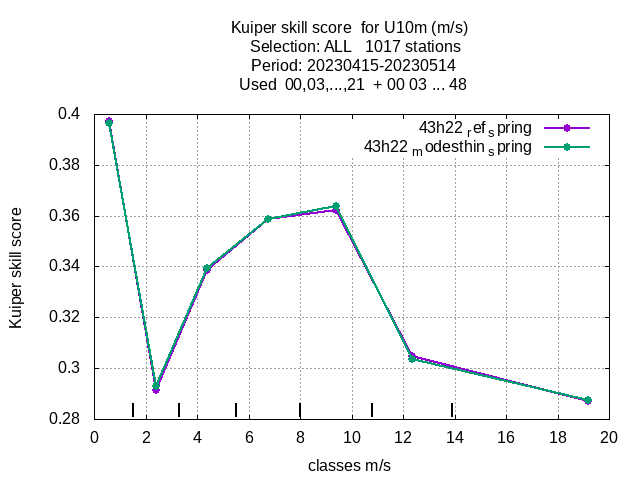 Kuiper skill score  for U10m (m/s)
Selection: ALL   1017 stations
Period: 20230415-20230514
Used  00,03,...,21  + 00 03 ... 48
43h22 ref spring
43h22 modesthin spring
0.4
0.38
0.36
0.34
0.32
0.3
0.28
Kuiper skill score
0 2 4 6 8 10 12 14 16 18 20
classes m/s